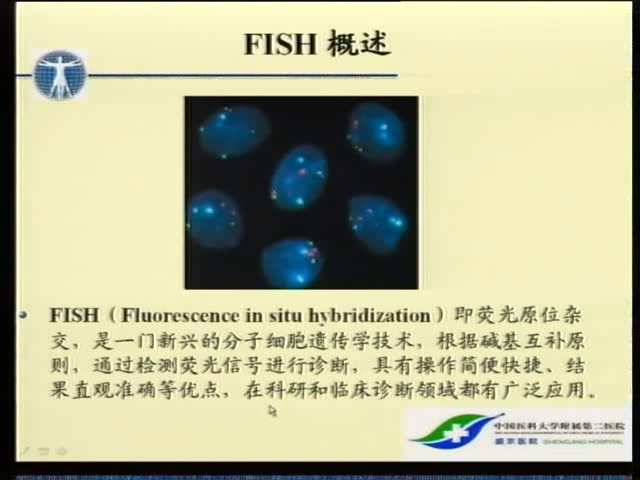 FISH 概述
FISH（Fluorescence in situ hybridization）即荧光原位杂
交，是一门新兴的分子细胞遗传学技术，根据碱基互补原
则，通过检测荧光信号进行诊断，具有操作简便快捷、结
果直观准确等优点，在科研和临床诊断领域都有广泛应用。
中国医科大学附属第二医院
盛京医院 SHENGJING HOSPITAL